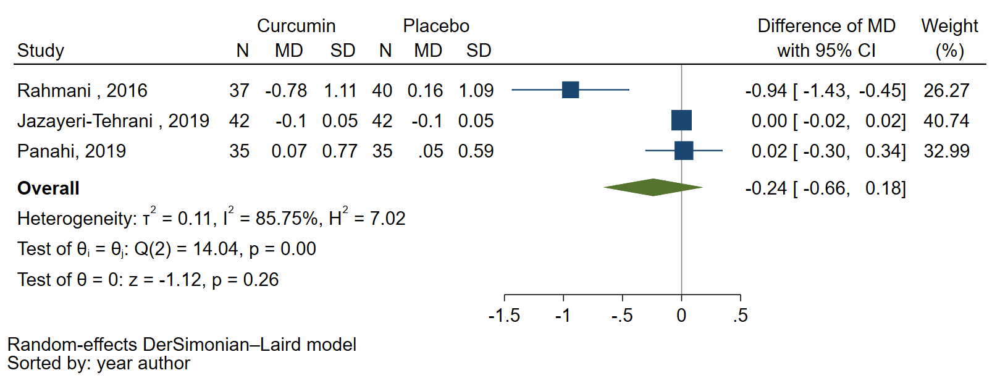 Curcumin Placebo Difference of MD Weight
Study N MD SD N MD SD with 95% CI (%)
Rahmani , 2016 37 -0.78 1.11 40 0.16 1.09 -0.94 [ -1.43, -0.45] 26.27
Jazayeri-Tehrani , 2019 42 -0.1 0.05 42 -0.1 0.05 0.00 [ -0.02, 0.02] 40.74
Panahi, 2019 35 0.07 0.77 35 .05 0.59 0.02 [ -0.30, 0.34] 32.99
Overall -0.24 [ -0.66, 0.18]
Heterogeneity: τ² = 0.11, I² = 85.75%, H² = 7.02
Test of θᵢ = θⱼ: Q(2) = 14.04, p = 0.00
Test of θ = 0: z = -1.12, p = 0.26
-1.5 -1 -.5 0 .5
Random-effects DerSimonian–Laird model
Sorted by: year author